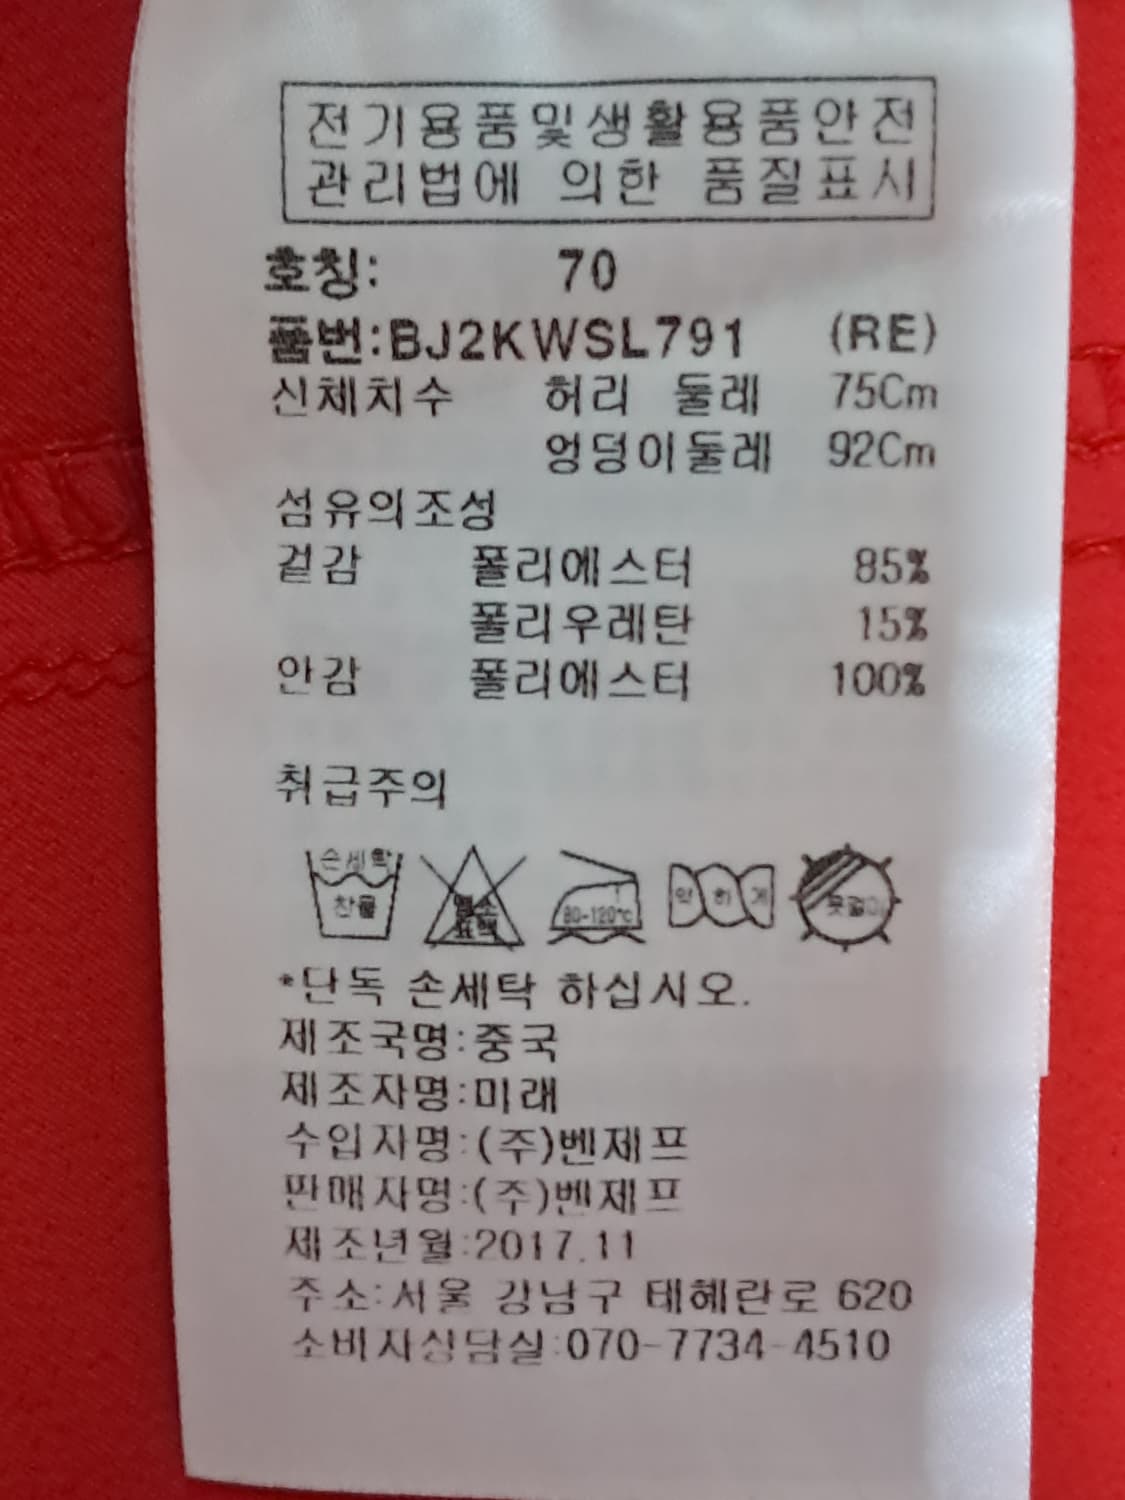 전기용품및생활용품안전
관리법에 의한 품질표시
호칭: 70
품번:BJ2KWSL791 (RE)
신체치수 허리 둘레 75Cm
엉덩이둘레 92Cm
섬유의조성
겉감 폴리에스터 85%
폴리우레탄 15%
안감 폴리에스터 100%
취급주의
손세탁
찬물
염소
표백
80-120℃
약하게
뭇걸이
*단독 손세탁 하십시오.
제조국명:중국
제조자명:미래
수입자명:(주)벤제프
판매자명:(주)벤제프
제조년월:2017.11
주소:서울 강남구 테헤란로 620
소비자상담실:070-7734-4510